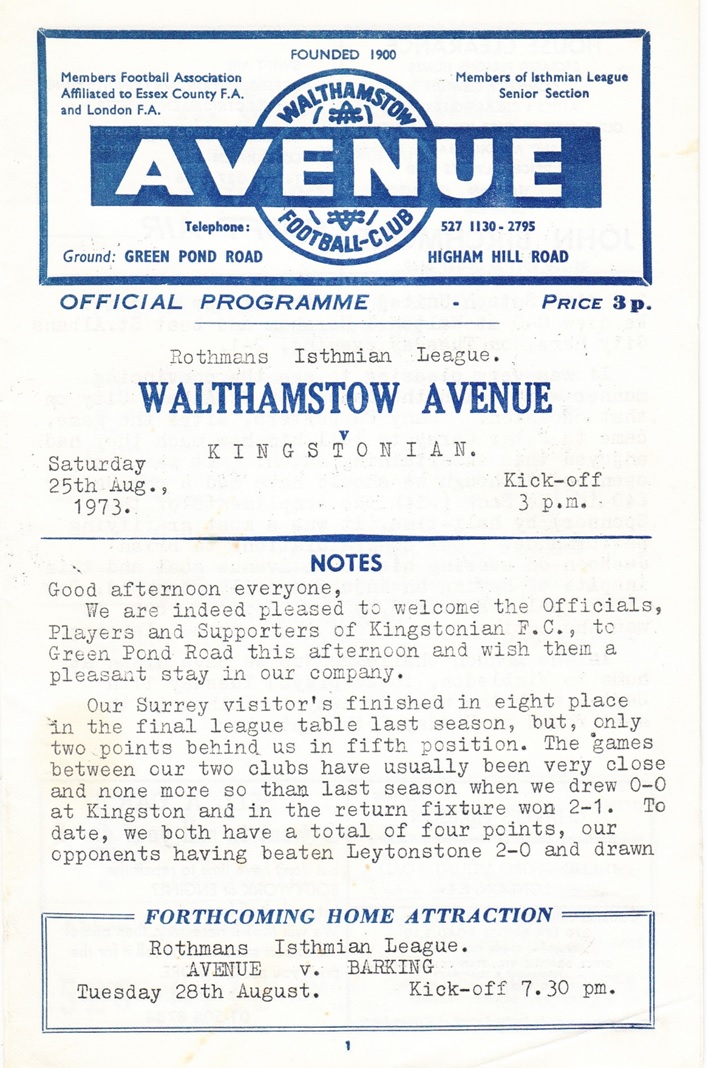 FOUNDED 1900
Members Football Association
Affiliated to Essex County F.A.
and London F.A.
Members of Isthmian League
Senior Section
WALTHAMSTOW
AVENUE
FOOTBALL-CLUB
Telephone: 527 1130-2795
Ground: GREEN POND ROAD HIGHAM HILL ROAD
OFFICIAL PROGRAMME - PRICE 3p.
Rothmans Isthmian League.
WALTHAMSTOW AVENUE
v
KINGSTONIAN.
Saturday
25th Aug.,
1973.
Kick-off
3 p.m.
NOTES
Good afternoon everyone,
We are indeed pleased to welcome the Officials,
Players and Supporters of Kingstonian F.C., to
Green Pond Road this afternoon and wish them a
pleasant stay in our company.
Our Surrey visitor's finished in eight place
in the final league table last season, but, only
two points behind us in fifth position. The games
between our two clubs have usually been very close
and none more so than last season when we drew 0-0
at Kingston and in the return fixture won 2-1. To
date, we both have a total of four points, our
opponents having beaten Leytonstone 2-0 and drawn
FORTHCOMING HOME ATTRACTION
Rothmans Isthmian League.
AVENUE v. BARKING
Tuesday 28th August. Kick-off 7.30 pm.
1